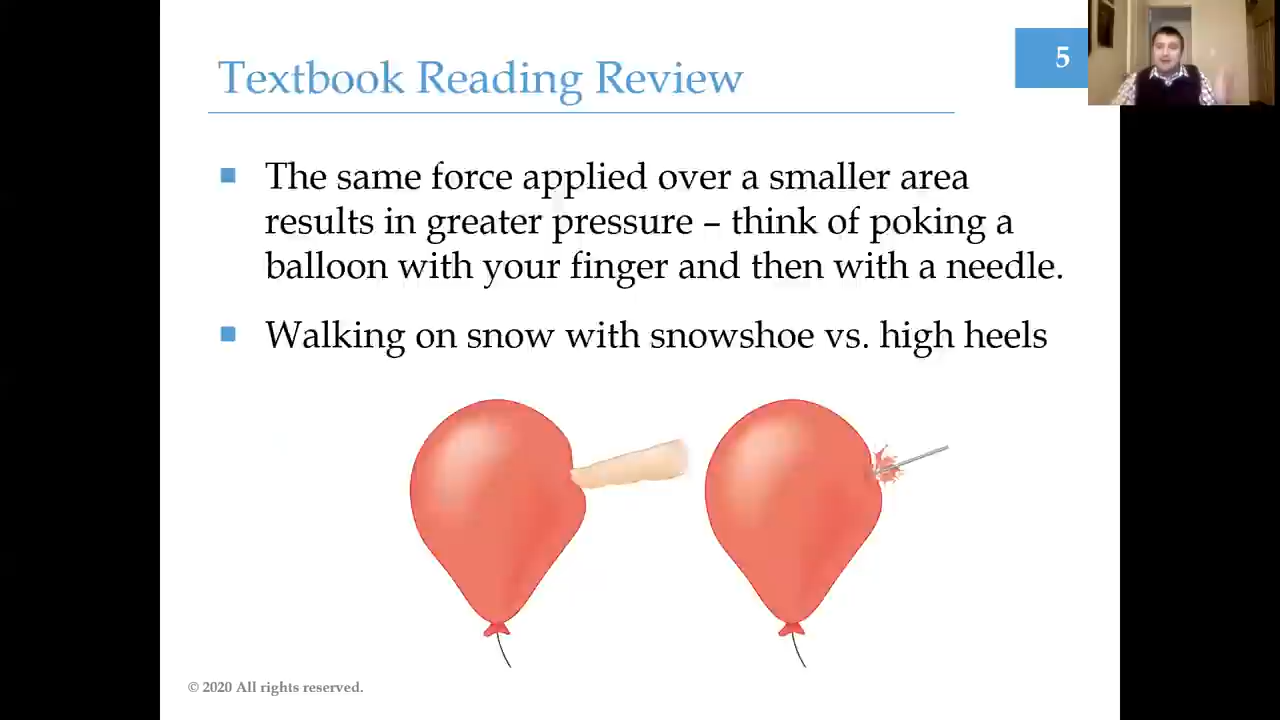 Textbook Reading Review
5
The same force applied over a smaller area
results in greater pressure – think of poking a
balloon with your finger and then with a needle.
Walking on snow with snowshoe vs. high heels
© 2020 All rights reserved.